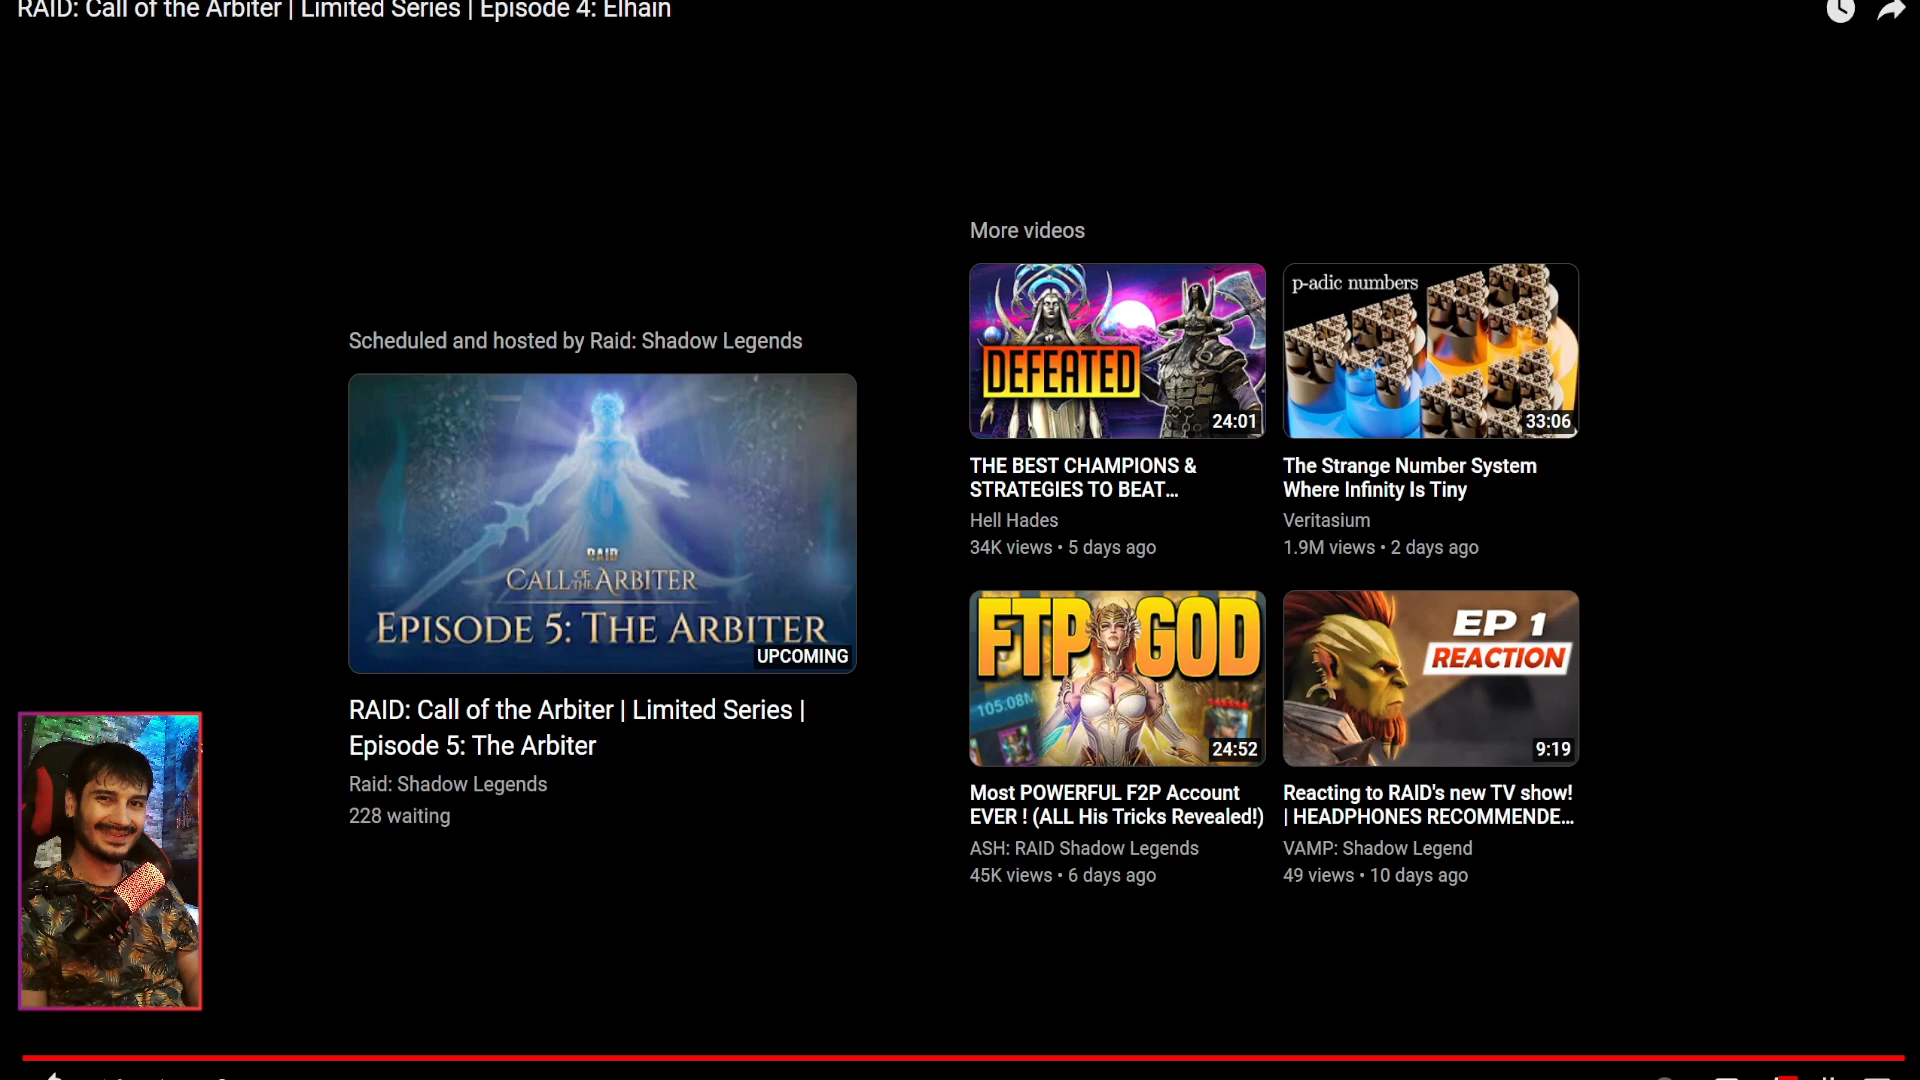 RAID: Call of the Arbiter | Limited Series | Episode 4: Elhain
Scheduled and hosted by Raid: Shadow Legends
RAID
CALL OF THE ARBITER
EPISODE 5: THE ARBITER
UPCOMING
RAID: Call of the Arbiter | Limited Series |
Episode 5: The Arbiter
Raid: Shadow Legends
228 waiting
More videos
DEFEATED
24:01
THE BEST CHAMPIONS &
STRATEGIES TO BEAT...
Hell Hades
34K views • 5 days ago
p-adic numbers
33:06
The Strange Number System
Where Infinity Is Tiny
Veritasium
1.9M views • 2 days ago
FTP GOD
105.08M
24:52
Most POWERFUL F2P Account
EVER ! (ALL His Tricks Revealed!)
ASH: RAID Shadow Legends
45K views • 6 days ago
EP 1
REACTION
9:19
Reacting to RAID's new TV show!
| HEADPHONES RECOMMENDE...
VAMP: Shadow Legend
49 views • 10 days ago